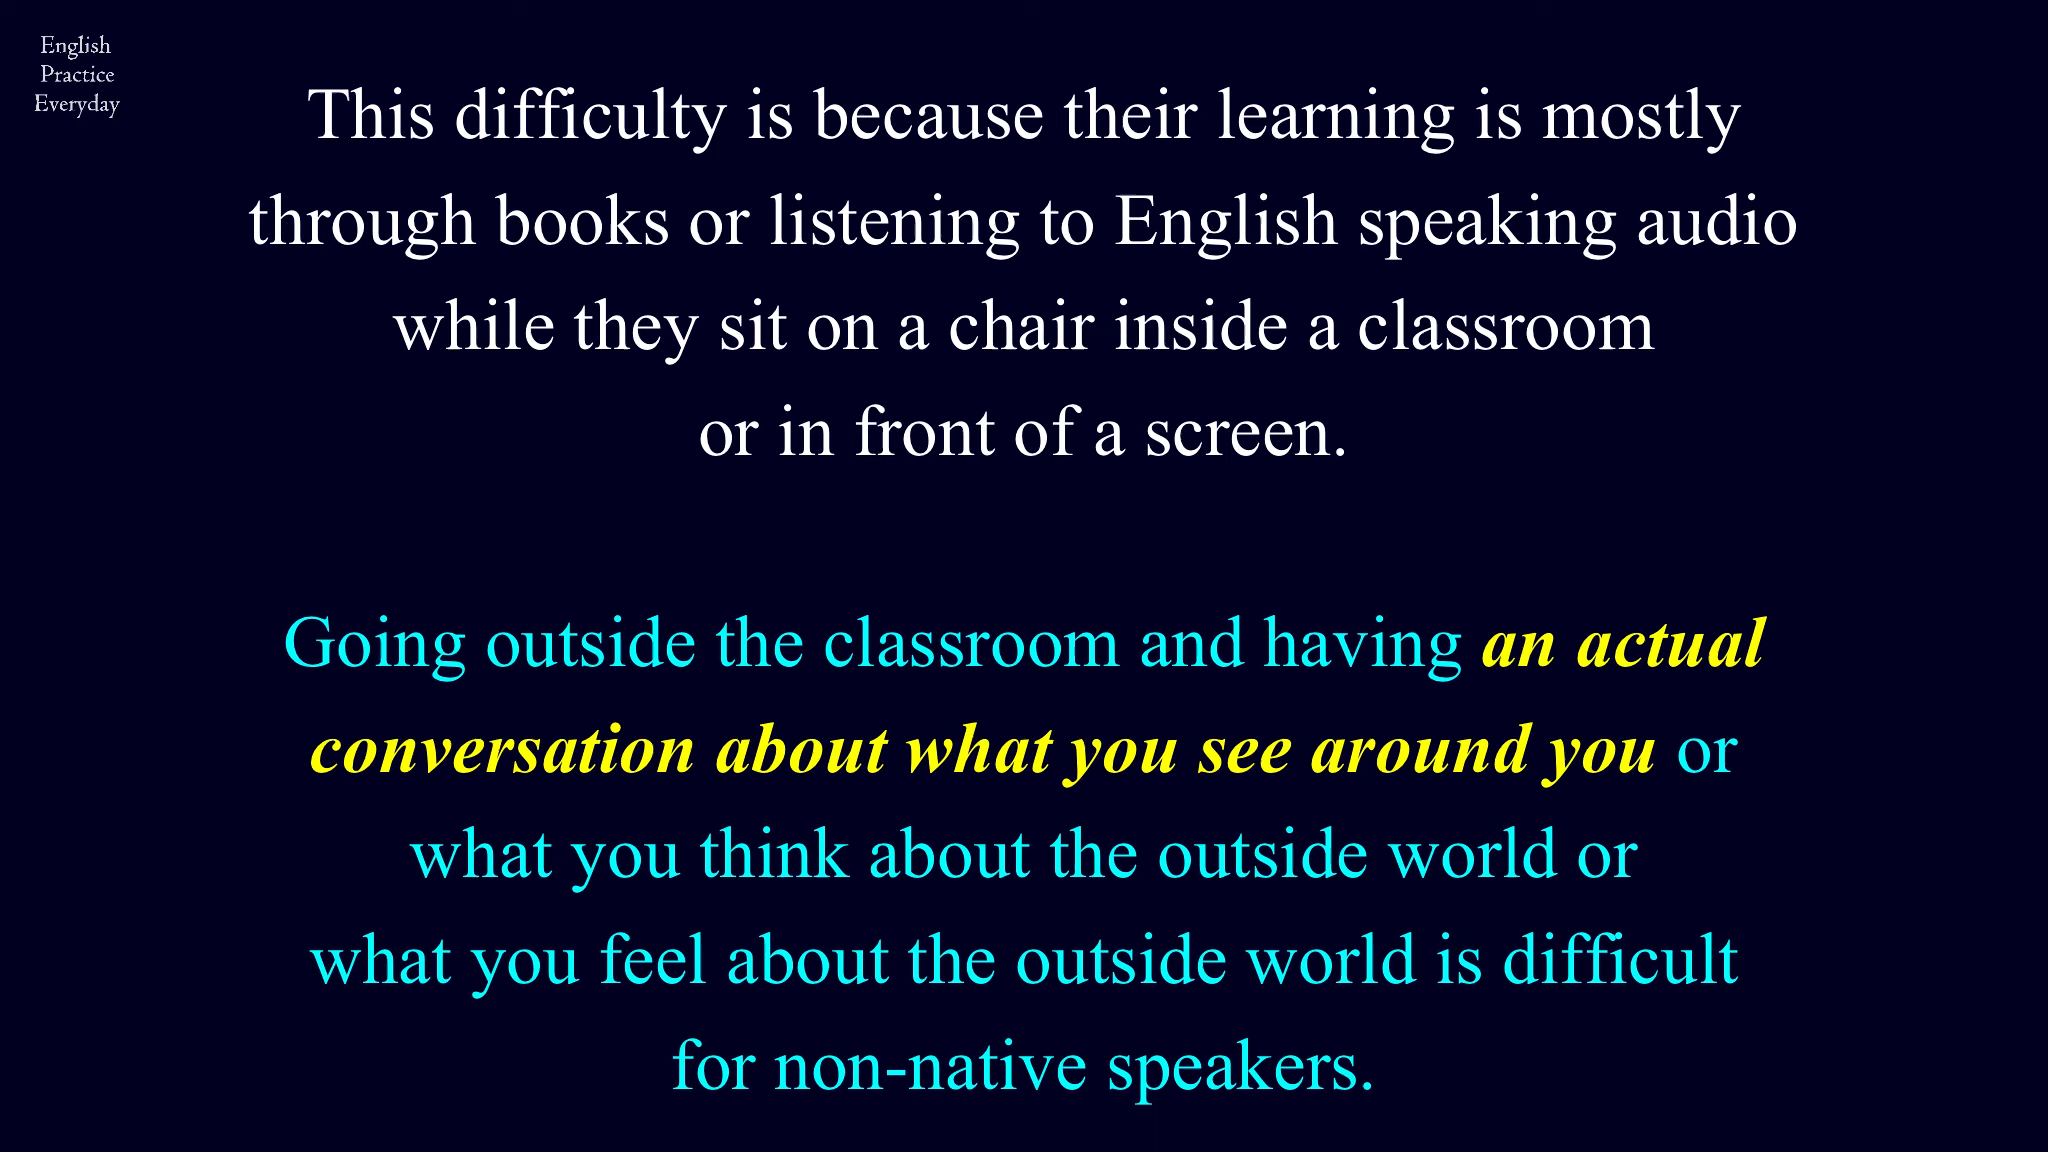 English
Practice
Everyday
This difficulty is because their learning is mostly
through books or listening to English speaking audio
while they sit on a chair inside a classroom
or in front of a screen.
Going outside the classroom and having an actual
conversation about what you see around you or
what you think about the outside world or
what you feel about the outside world is difficult
for non-native speakers.